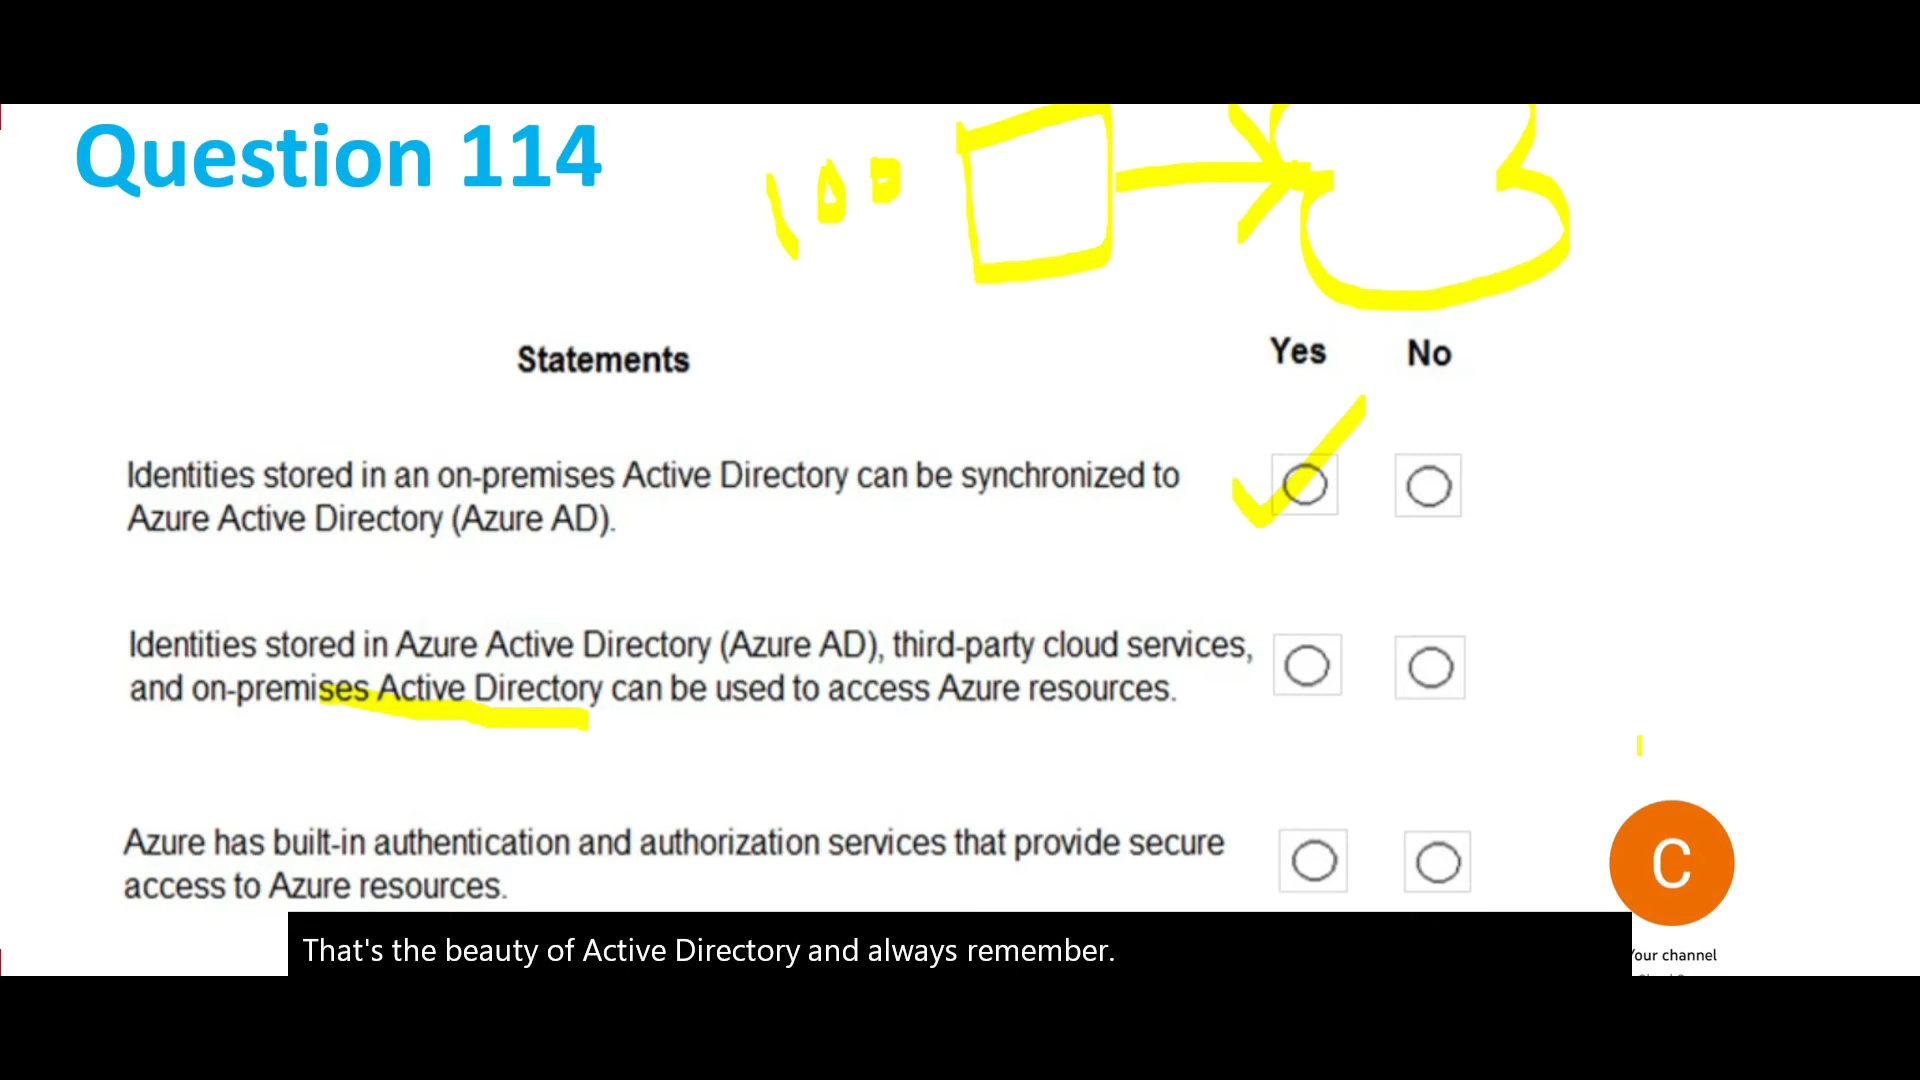 Question 114
100
Statements
Yes
No
Identities stored in an on-premises Active Directory can be synchronized to
Azure Active Directory (Azure AD).
Identities stored in Azure Active Directory (Azure AD), third-party cloud services,
and on-premises Active Directory can be used to access Azure resources.
Azure has built-in authentication and authorization services that provide secure
access to Azure resources.
C
That's the beauty of Active Directory and always remember.
Your channel